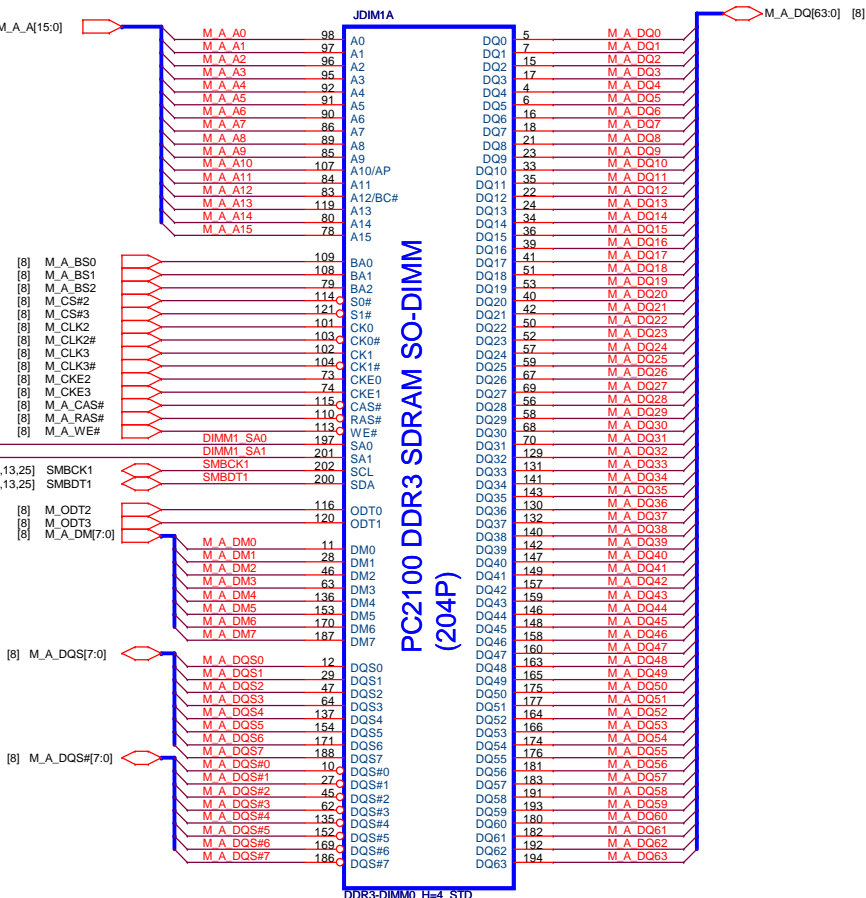 JDIM1A
M_A_A[15:0]
M_A_A0 98 A0
M_A_A1 97 A1
M_A_A2 96 A2
M_A_A3 95 A3
M_A_A4 92 A4
M_A_A5 91 A5
M_A_A6 90 A6
M_A_A7 86 A7
M_A_A8 89 A8
M_A_A9 85 A9
M_A_A10 107 A10/AP
M_A_A11 84 A11
M_A_A12 83 A12/BC#
M_A_A13 119 A13
M_A_A14 80 A14
M_A_A15 78 A15
[8] M_A_BS0 109 BA0
[8] M_A_BS1 108 BA1
[8] M_A_BS2 79 BA2
[8] M_CS#2 114 S0#
[8] M_CS#3 121 S1#
[8] M_CLK2 101 CK0
[8] M_CLK2# 103 CK0#
[8] M_CLK3 102 CK1
[8] M_CLK3# 104 CK1#
[8] M_CKE2 73 CKE0
[8] M_CKE3 74 CKE1
[8] M_A_CAS# 115 CAS#
[8] M_A_RAS# 110 RAS#
[8] M_A_WE# 113 WE#
DIMM1_SA0 197 SA0
DIMM1_SA1 201 SA1
,13,25] SMBCK1 SMBCK1 202 SCL
,13,25] SMBDT1 SMBDT1 200 SDA
[8] M_ODT2 116 ODT0
[8] M_ODT3 120 ODT1
[8] M_A_DM[7:0]
M_A_DM0 11 DM0
M_A_DM1 28 DM1
M_A_DM2 46 DM2
M_A_DM3 63 DM3
M_A_DM4 136 DM4
M_A_DM5 153 DM5
M_A_DM6 170 DM6
M_A_DM7 187 DM7
[8] M_A_DQS[7:0]
M_A_DQS0 12 DQS0
M_A_DQS1 29 DQS1
M_A_DQS2 47 DQS2
M_A_DQS3 64 DQS3
M_A_DQS4 137 DQS4
M_A_DQS5 154 DQS5
M_A_DQS6 171 DQS6
M_A_DQS7 188 DQS7
[8] M_A_DQS#[7:0]
M_A_DQS#0 10 DQS#0
M_A_DQS#1 27 DQS#1
M_A_DQS#2 45 DQS#2
M_A_DQS#3 62 DQS#3
M_A_DQS#4 135 DQS#4
M_A_DQS#5 152 DQS#5
M_A_DQS#6 169 DQS#6
M_A_DQS#7 186 DQS#7
PC2100 DDR3 SDRAM SO-DIMM
(204P)
M_A_DQ[63:0] [8]
DQ0 5 M_A_DQ0
DQ1 7 M_A_DQ1
DQ2 15 M_A_DQ2
DQ3 17 M_A_DQ3
DQ4 4 M_A_DQ4
DQ5 6 M_A_DQ5
DQ6 16 M_A_DQ6
DQ7 18 M_A_DQ7
DQ8 21 M_A_DQ8
DQ9 23 M_A_DQ9
DQ10 33 M_A_DQ10
DQ11 35 M_A_DQ11
DQ12 22 M_A_DQ12
DQ13 24 M_A_DQ13
DQ14 34 M_A_DQ14
DQ15 36 M_A_DQ15
DQ16 39 M_A_DQ16
DQ17 41 M_A_DQ17
DQ18 51 M_A_DQ18
DQ19 53 M_A_DQ19
DQ20 40 M_A_DQ20
DQ21 42 M_A_DQ21
DQ22 50 M_A_DQ22
DQ23 52 M_A_DQ23
DQ24 57 M_A_DQ24
DQ25 59 M_A_DQ25
DQ26 67 M_A_DQ26
DQ27 69 M_A_DQ27
DQ28 56 M_A_DQ28
DQ29 58 M_A_DQ29
DQ30 68 M_A_DQ30
DQ31 70 M_A_DQ31
DQ32 129 M_A_DQ32
DQ33 131 M_A_DQ33
DQ34 141 M_A_DQ34
DQ35 143 M_A_DQ35
DQ36 130 M_A_DQ36
DQ37 132 M_A_DQ37
DQ38 140 M_A_DQ38
DQ39 142 M_A_DQ39
DQ40 147 M_A_DQ40
DQ41 149 M_A_DQ41
DQ42 157 M_A_DQ42
DQ43 159 M_A_DQ43
DQ44 146 M_A_DQ44
DQ45 148 M_A_DQ45
DQ46 158 M_A_DQ46
DQ47 160 M_A_DQ47
DQ48 163 M_A_DQ48
DQ49 165 M_A_DQ49
DQ50 175 M_A_DQ50
DQ51 177 M_A_DQ51
DQ52 164 M_A_DQ52
DQ53 166 M_A_DQ53
DQ54 174 M_A_DQ54
DQ55 176 M_A_DQ55
DQ56 181 M_A_DQ56
DQ57 183 M_A_DQ57
DQ58 191 M_A_DQ58
DQ59 193 M_A_DQ59
DQ60 180 M_A_DQ60
DQ61 182 M_A_DQ61
DQ62 192 M_A_DQ62
DQ63 194 M_A_DQ63
DDR3-DIMM0_H=4_STD